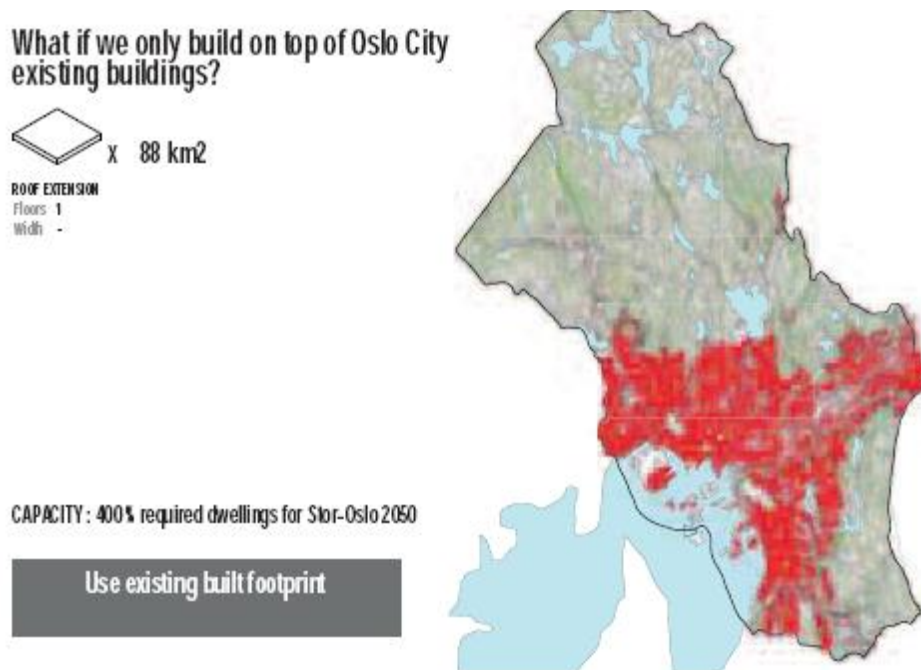 What if we only build on top of Oslo City
existing buildings?
x 88 km2
ROOF EXTENSION
Floors 1
Width -
CAPACITY : 400% required dwellings for Stor-Oslo 2050
Use existing built footprint